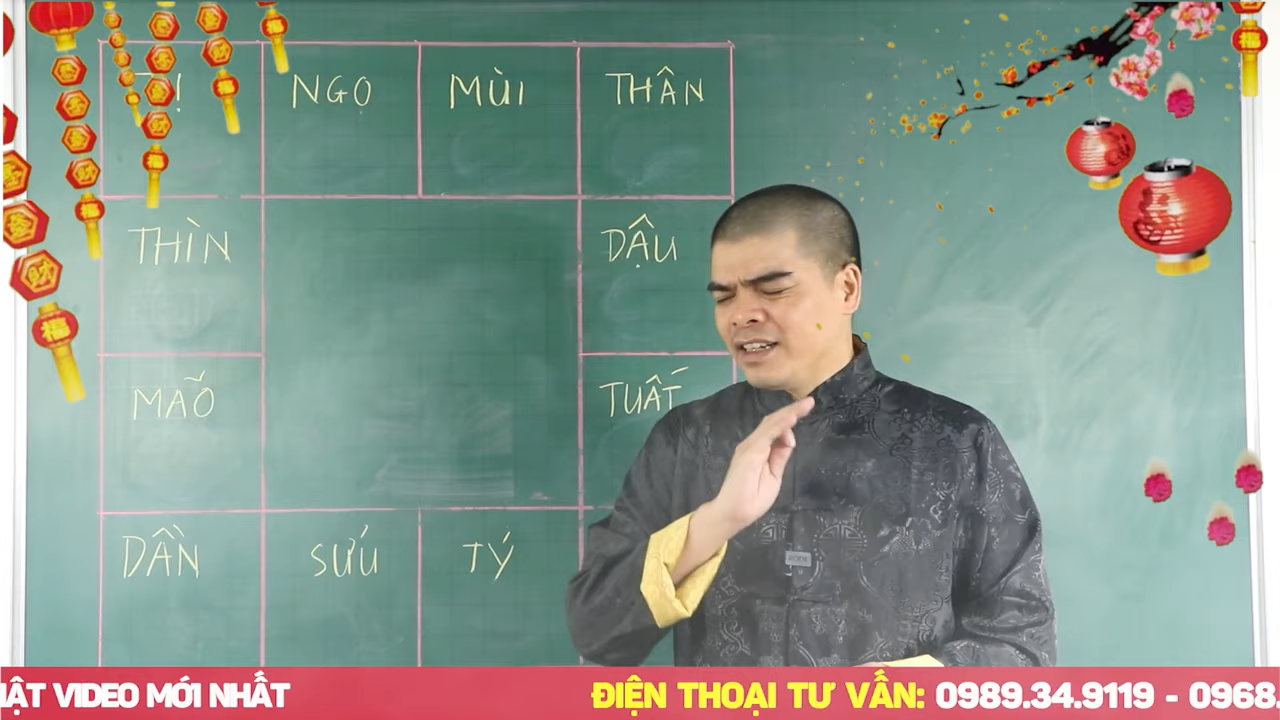 NGỌ MÙI THÂN
THÌN DẬU
MÃO TUẤT
DẦN SỬU TÝ
ẬT VIDEO MỚI NHẤT ĐIỆN THOẠI TƯ VẤN: 0989.34.9119 - 0968.